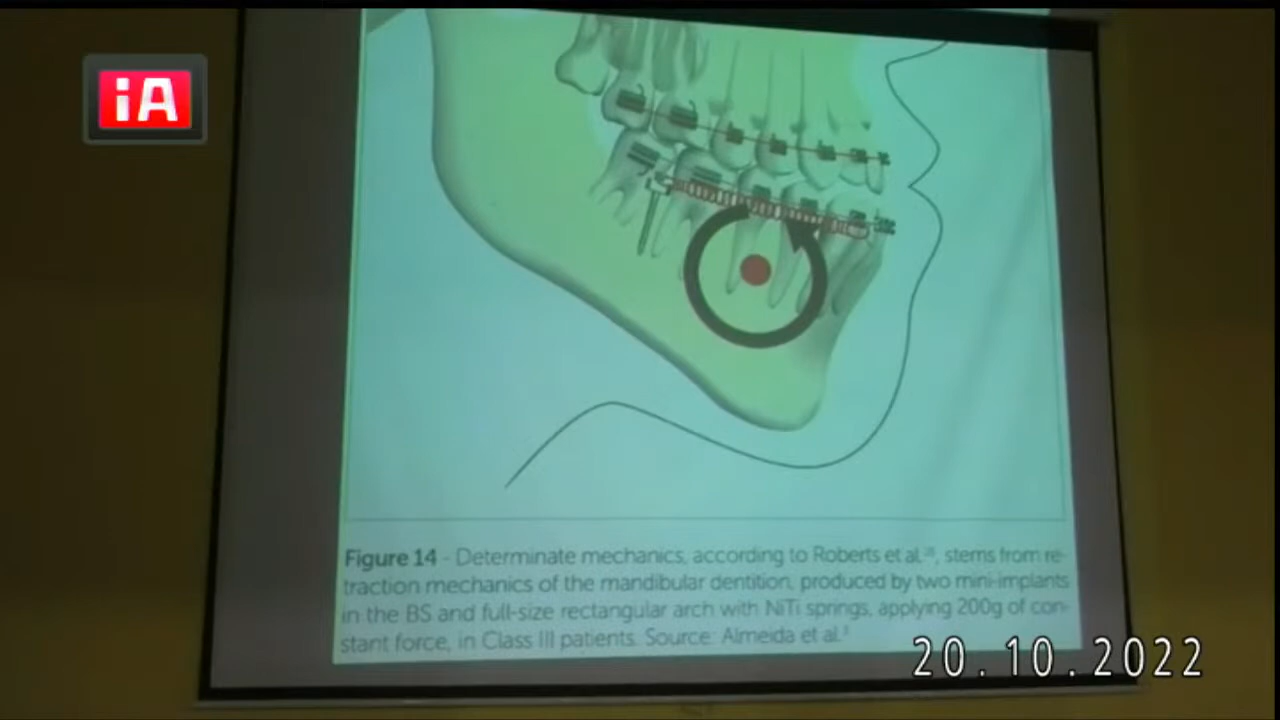 iA
Figure 14 - Determinate mechanics, according to Roberts et al.¹⁸, stems from re-
traction mechanics of the mandibular dentition, produced by two mini-implants
in the BS and full-size rectangular arch with NiTi springs, applying 200g of con-
stant force, in Class III patients. Source: Almeida et al.³
20.10.2022